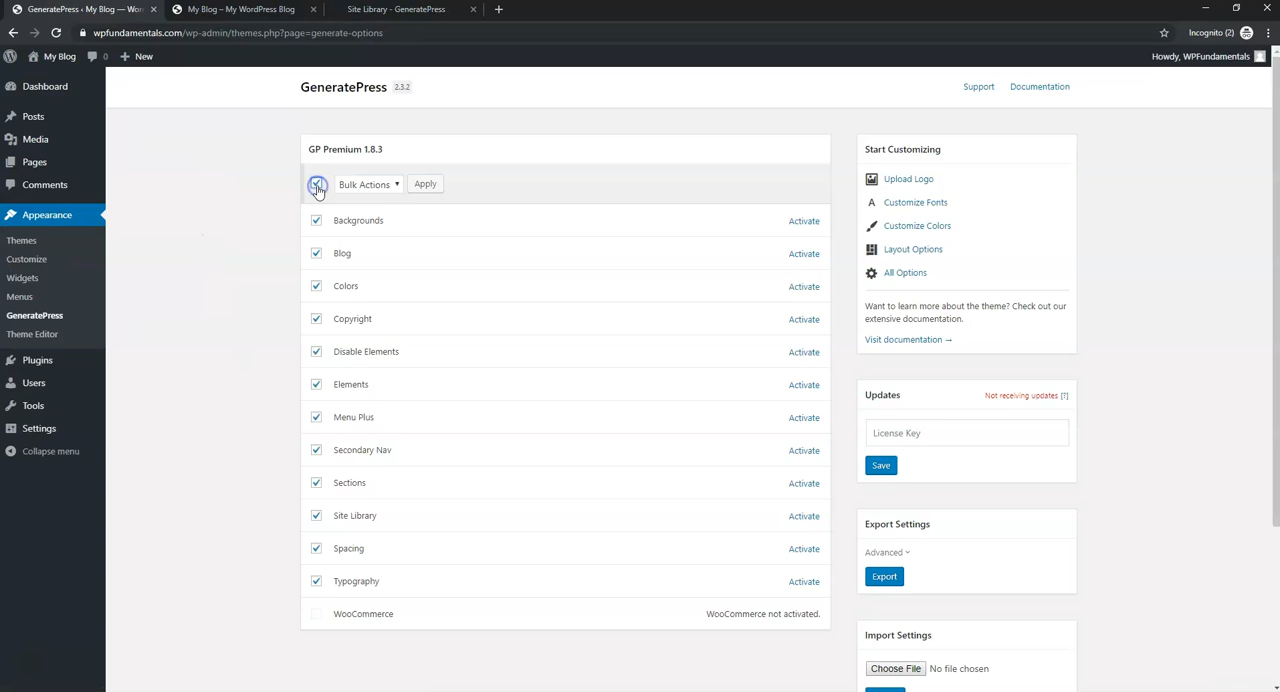 GeneratePress ‹ My Blog — Wor
My Blog – My WordPress Blog
Site Library - GeneratePress
wpfundamentals.com/wp-admin/themes.php?page=generate-options
Incognito (2)
My Blog
0
New
Howdy, WPFundamentals
Dashboard
Posts
Media
Pages
Comments
Appearance
Themes
Customize
Widgets
Menus
GeneratePress
Theme Editor
Plugins
Users
Tools
Settings
Collapse menu
GeneratePress 2.3.2
Support
Documentation
GP Premium 1.8.3
Bulk Actions
Apply
Backgrounds Activate
Blog Activate
Colors Activate
Copyright Activate
Disable Elements Activate
Elements Activate
Menu Plus Activate
Secondary Nav Activate
Sections Activate
Site Library Activate
Spacing Activate
Typography Activate
WooCommerce WooCommerce not activated.
Start Customizing
Upload Logo
Customize Fonts
Customize Colors
Layout Options
All Options
Want to learn more about the theme? Check out our
extensive documentation.
Visit documentation →
Updates Not receiving updates [?]
License Key
Save
Export Settings
Advanced
Export
Import Settings
Choose File No file chosen